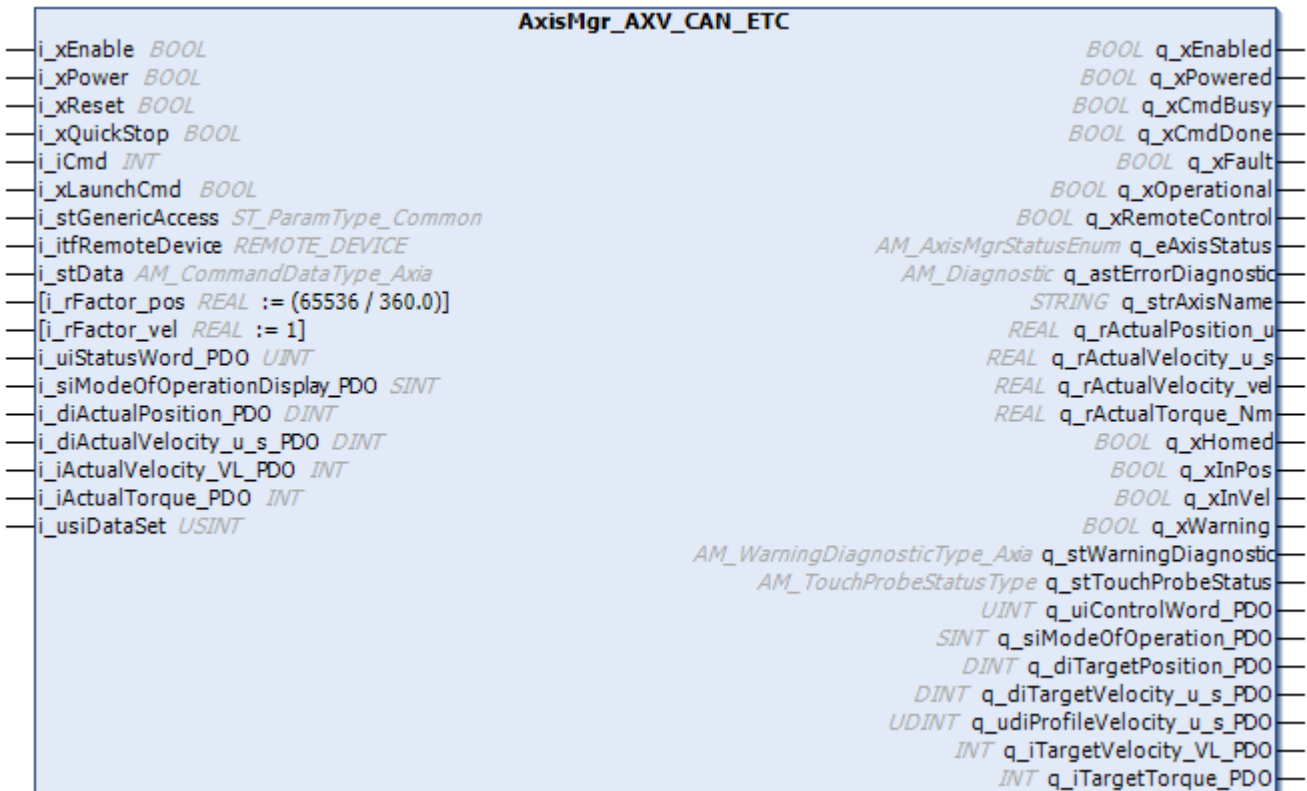 AxisMgr_AXV_CAN_ETC
i_xEnable BOOL BOOL q_xEnabled
i_xPower BOOL BOOL q_xPowered
i_xReset BOOL BOOL q_xCmdBusy
i_xQuickStop BOOL BOOL q_xCmdDone
i_iCmd INT BOOL q_xFault
i_xLaunchCmd BOOL BOOL q_xOperational
i_stGenericAccess ST_ParamType_Common BOOL q_xRemoteControl
i_itfRemoteDevice REMOTE_DEVICE AM_AxisMgrStatusEnum q_eAxisStatus
i_stData AM_CommandDataType_Axia AM_Diagnostic q_astErrorDiagnostic
[i_rFactor_pos REAL := (65536 / 360.0)] STRING q_strAxisName
[i_rFactor_vel REAL := 1] REAL q_rActualPosition_u
i_uiStatusWord_PDO UINT REAL q_rActualVelocity_u_s
i_siModeOfOperationDisplay_PDO SINT REAL q_rActualVelocity_vel
i_diActualPosition_PDO DINT REAL q_rActualTorque_Nm
i_diActualVelocity_u_s_PDO DINT BOOL q_xHomed
i_iActualVelocity_VL_PDO INT BOOL q_xInPos
i_iActualTorque_PDO INT BOOL q_xInVel
i_usiDataSet USINT BOOL q_xWarning
AM_WarningDiagnosticType_Axia q_stWarningDiagnostic
AM_TouchProbeStatusType q_stTouchProbeStatus
UINT q_uiControlWord_PDO
SINT q_siModeOfOperation_PDO
DINT q_diTargetPosition_PDO
DINT q_diTargetVelocity_u_s_PDO
UDINT q_udiProfileVelocity_u_s_PDO
INT q_iTargetVelocity_VL_PDO
INT q_iTargetTorque_PDO